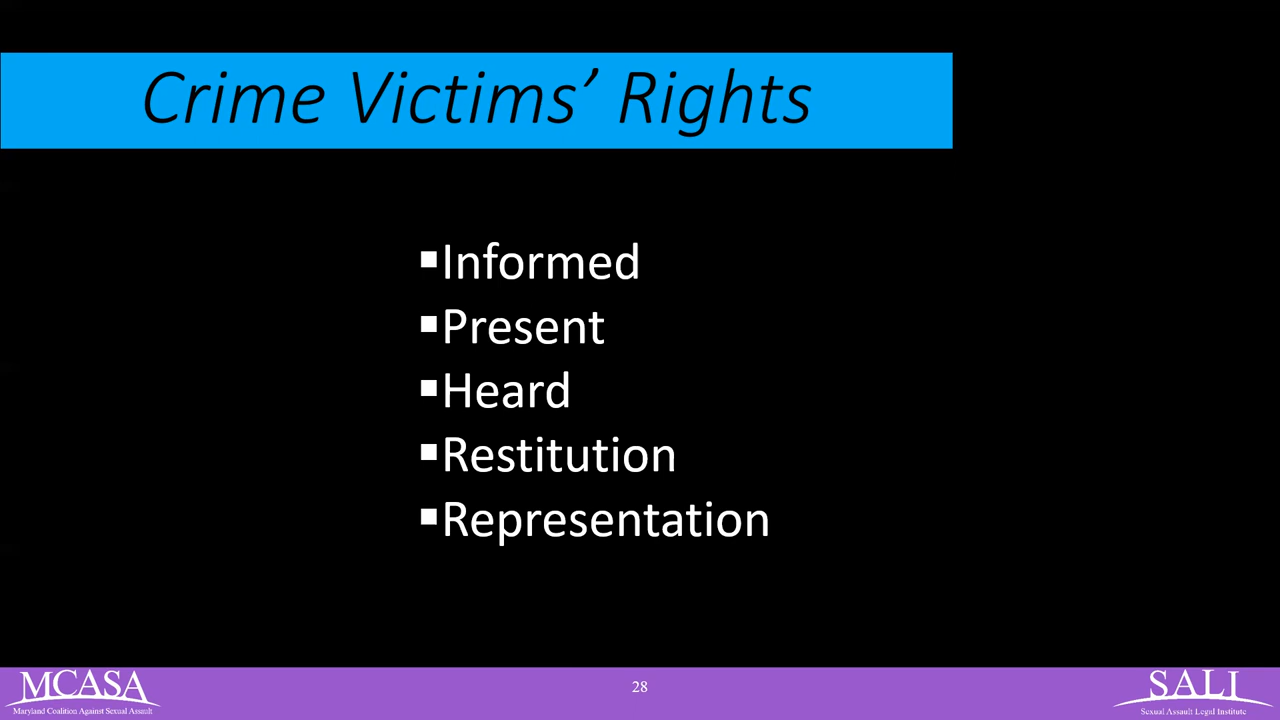 Crime Victims’ Rights
▪Informed
▪Present
▪Heard
▪Restitution
▪Representation
MCASA
Maryland Coalition Against Sexual Assault
28
SALI
Sexual Assault Legal Institute